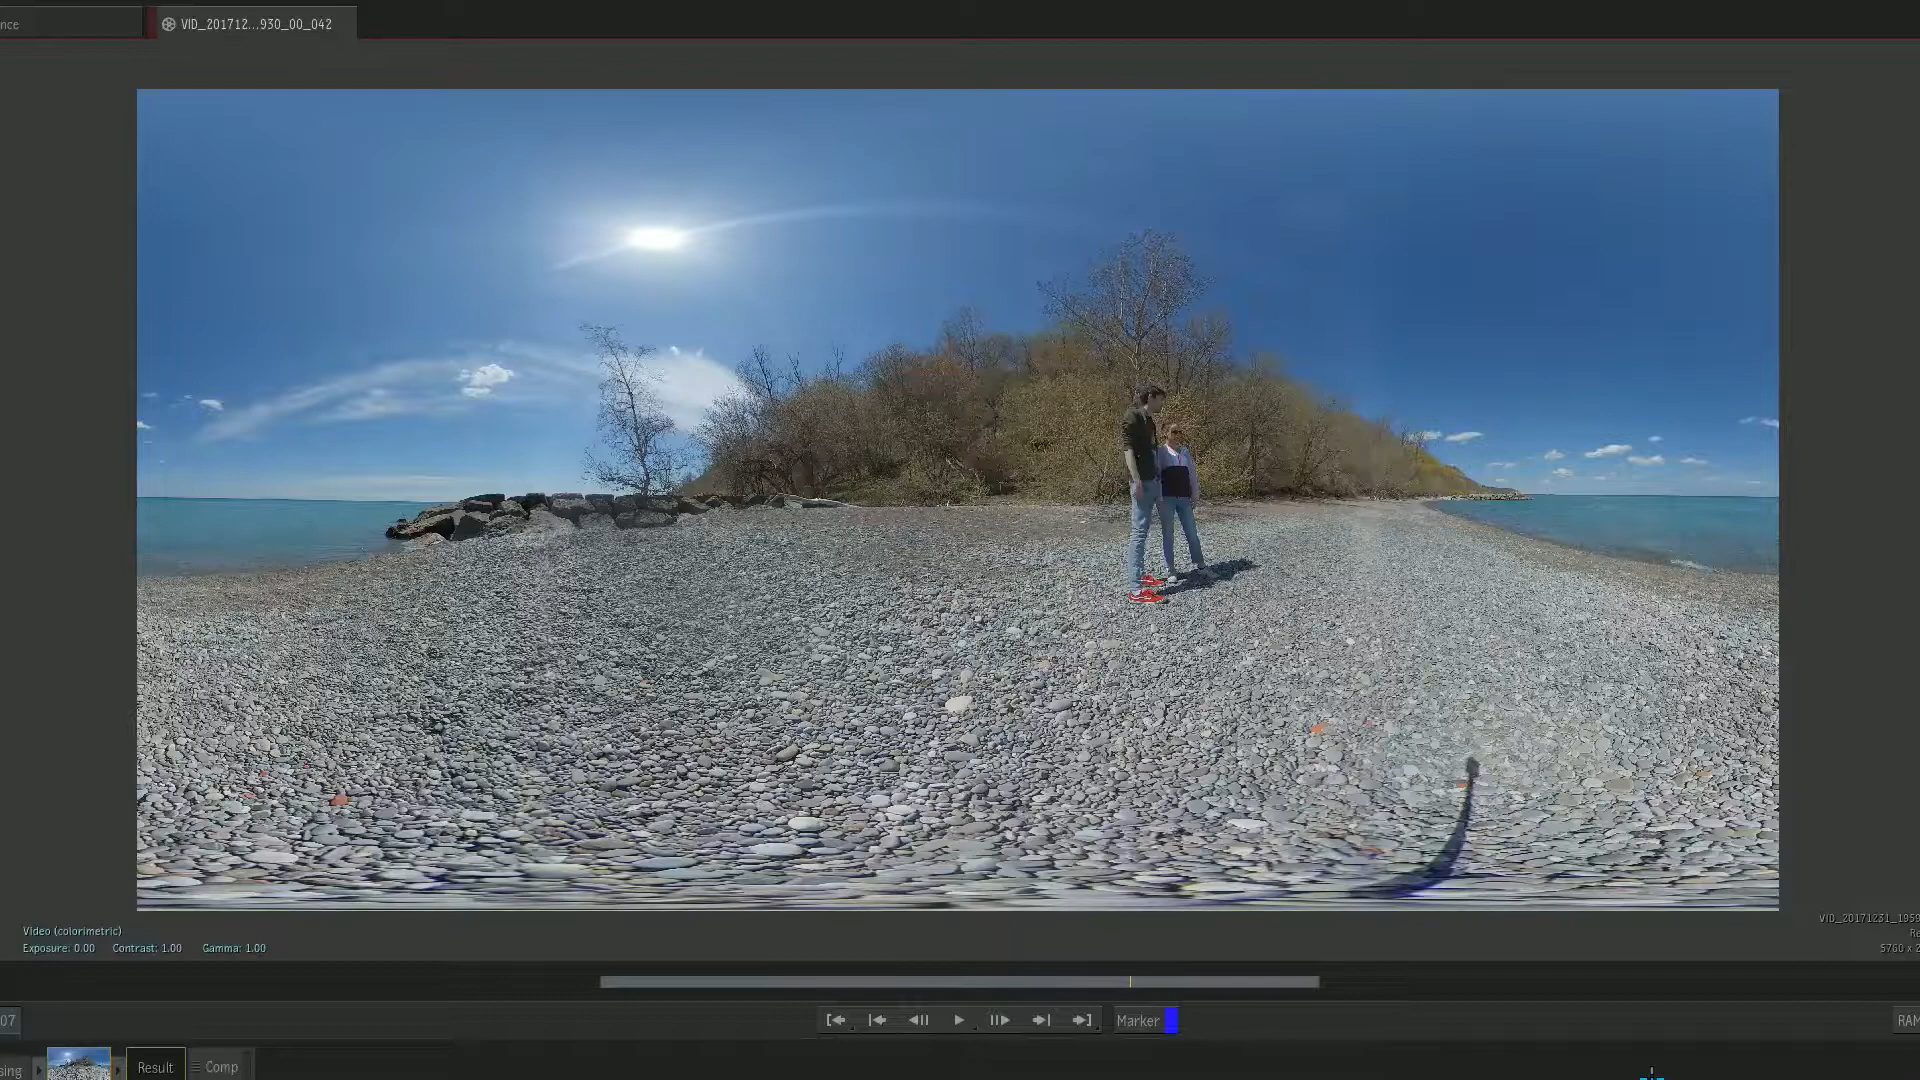 nce
VID_201712...930_00_042
Video (colorimetric)
Exposure: 0.00 Contrast: 1.00 Gamma: 1.00
VID_20171231_1959
Re
5760 x 2
07
Marker
RAM
sing
Result
Comp